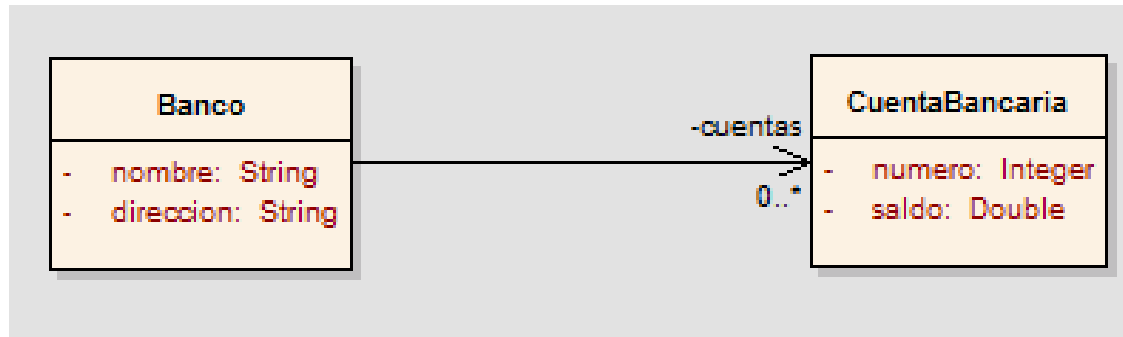 Banco
- nombre: String
- direccion: String
-cuentas
0..*
CuentaBancaria
- numero: Integer
- saldo: Double